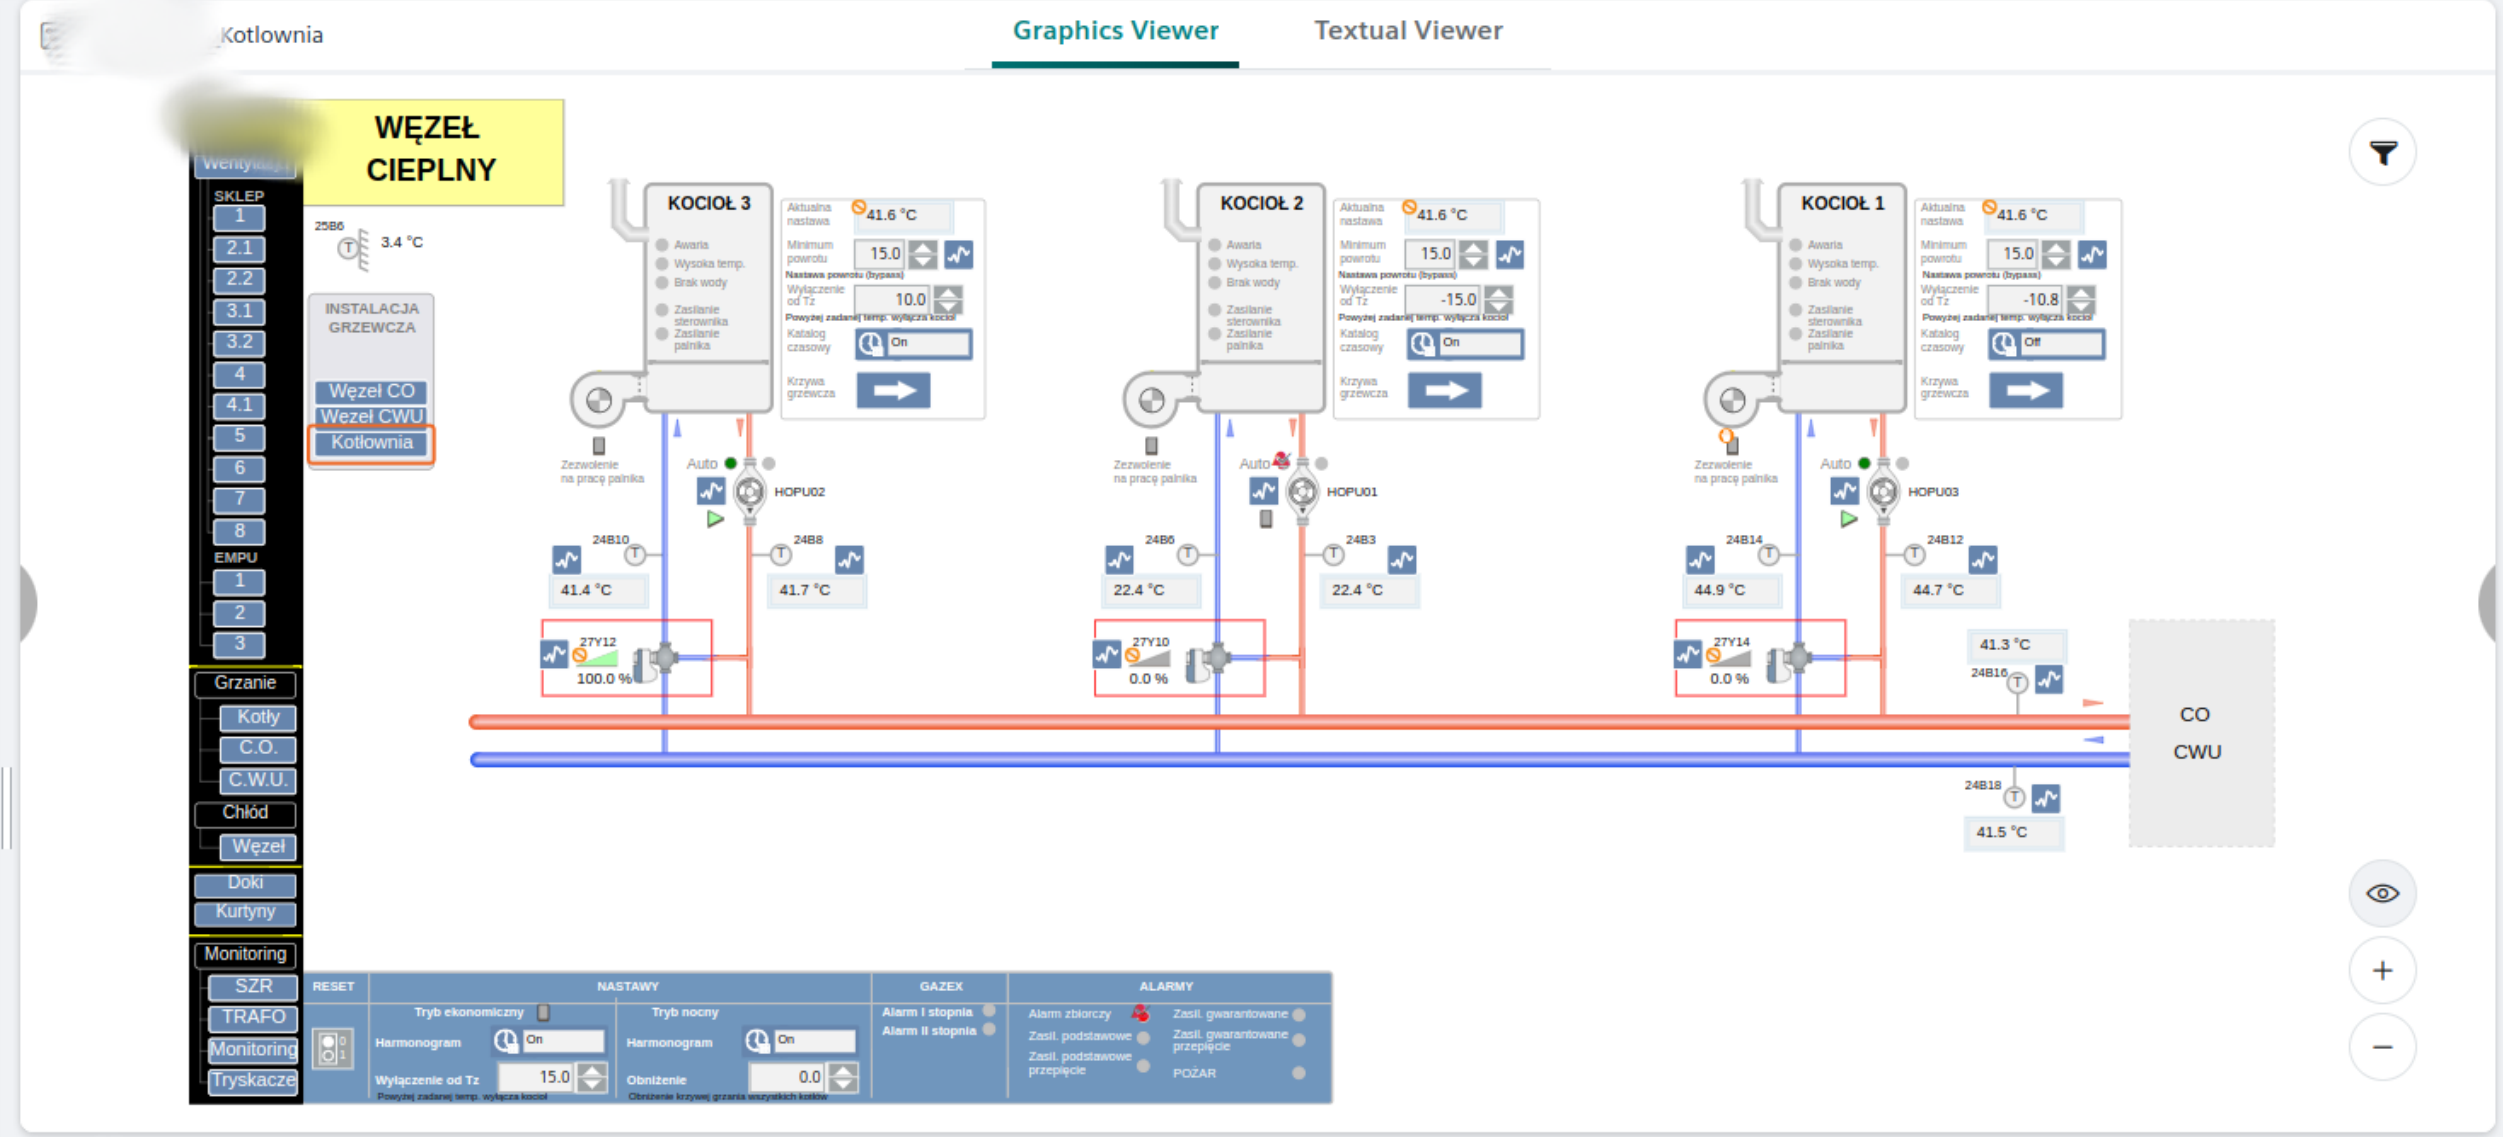 Kotlownia
Graphics Viewer
Textual Viewer
WĘZEŁ
CIEPLNY
SKLEP
1
2.1
2.2
3.1
3.2
4
4.1
5
6
7
8
EMPU
1
2
3
Grzanie
Kotły
C.O.
C.W.U.
Chłód
Węzeł
Doki
Kurtyny
Monitoring
SZR
TRAFO
Monitoring
Tryskacze
25B6
T
3.4 °C
INSTALACJA
GRZEWCZA
Węzeł CO
Węzeł CWU
Kotłownia
KOCIOŁ 3
Awaria
Wysoka temp.
Brak wody
Zasilanie
sterownika
Zasilanie
palnika
Aktualna
nastawa
41.6 °C
Minimum
powrotu
15.0
Nastawa powrotu (bypass)
Wyłączenie
od Tz
10.0
Powyżej zadanej temp. wyłącza kocioł
Katalog
czasowy
On
Krzywa
grzewcza
Zezwolenie
na pracę palnika
Auto
HOPU02
24B10
T
41.4 °C
24B8
T
41.7 °C
27Y12
100.0 %
KOCIOŁ 2
Awaria
Wysoka temp.
Brak wody
Zasilanie
sterownika
Zasilanie
palnika
Aktualna
nastawa
41.6 °C
Minimum
powrotu
15.0
Nastawa powrotu (bypass)
Wyłączenie
od Tz
-15.0
Powyżej zadanej temp. wyłącza kocioł
Katalog
czasowy
On
Krzywa
grzewcza
Zezwolenie
na pracę palnika
Auto
HOPU01
24B6
T
22.4 °C
24B3
T
22.4 °C
27Y10
0.0 %
KOCIOŁ 1
Awaria
Wysoka temp.
Brak wody
Zasilanie
sterownika
Zasilanie
palnika
Aktualna
nastawa
41.6 °C
Minimum
powrotu
15.0
Nastawa powrotu (bypass)
Wyłączenie
od Tz
-10.8
Powyżej zadanej temp. wyłącza kocioł
Katalog
czasowy
Off
Krzywa
grzewcza
Zezwolenie
na pracę palnika
Auto
HOPU03
24B14
T
44.9 °C
24B12
T
44.7 °C
27Y14
0.0 %
41.3 °C
24B16
T
CO
CWU
24B18
T
41.5 °C
RESET
0
1
NASTAWY
Tryb ekonomiczny
Harmonogram
On
Wyłączenie od Tz
15.0
Powyżej zadanej temp. wyłącza kocioł
Tryb nocny
Harmonogram
On
Obniżenie
0.0
Obniżenie krzywej grzania wszystkich kotłów
GAZEX
Alarm I stopnia
Alarm II stopnia
ALARMY
Alarm zbiorczy
Zasil. podstawowe
Zasil. podstawowe
przepięcie
Zasil. gwarantowane
Zasil. gwarantowane
przepięcie
POŻAR